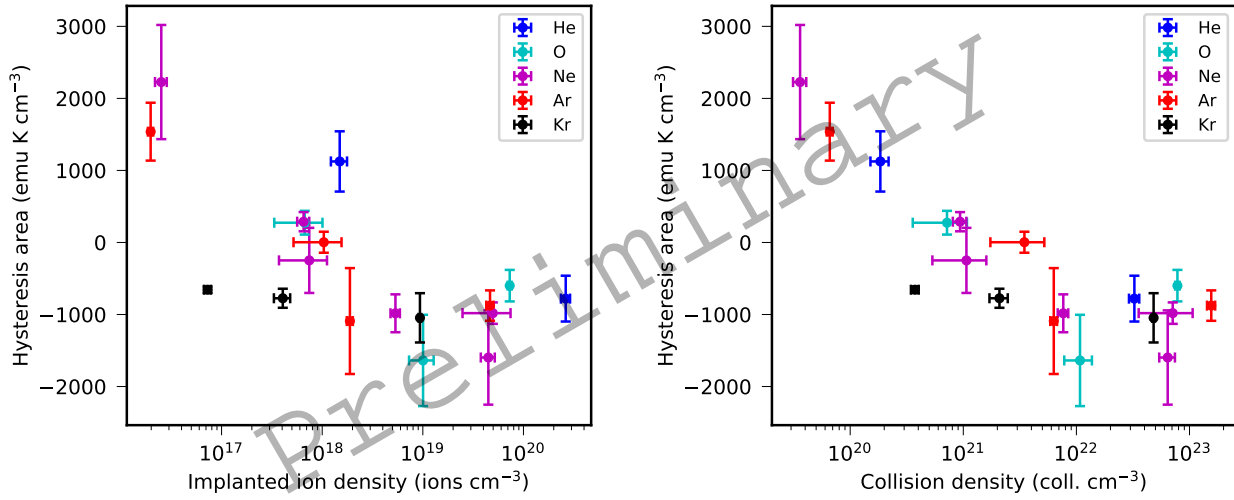 3000
2000
1000
0
−1000
−2000
Hysteresis area (emu K cm⁻³)
10¹⁷ 10¹⁸ 10¹⁹ 10²⁰
Implanted ion density (ions cm⁻³)
He
O
Ne
Ar
Kr
3000
2000
1000
0
−1000
−2000
Hysteresis area (emu K cm⁻³)
10²⁰ 10²¹ 10²² 10²³
Collision density (coll. cm⁻³)
He
O
Ne
Ar
Kr
Preliminary